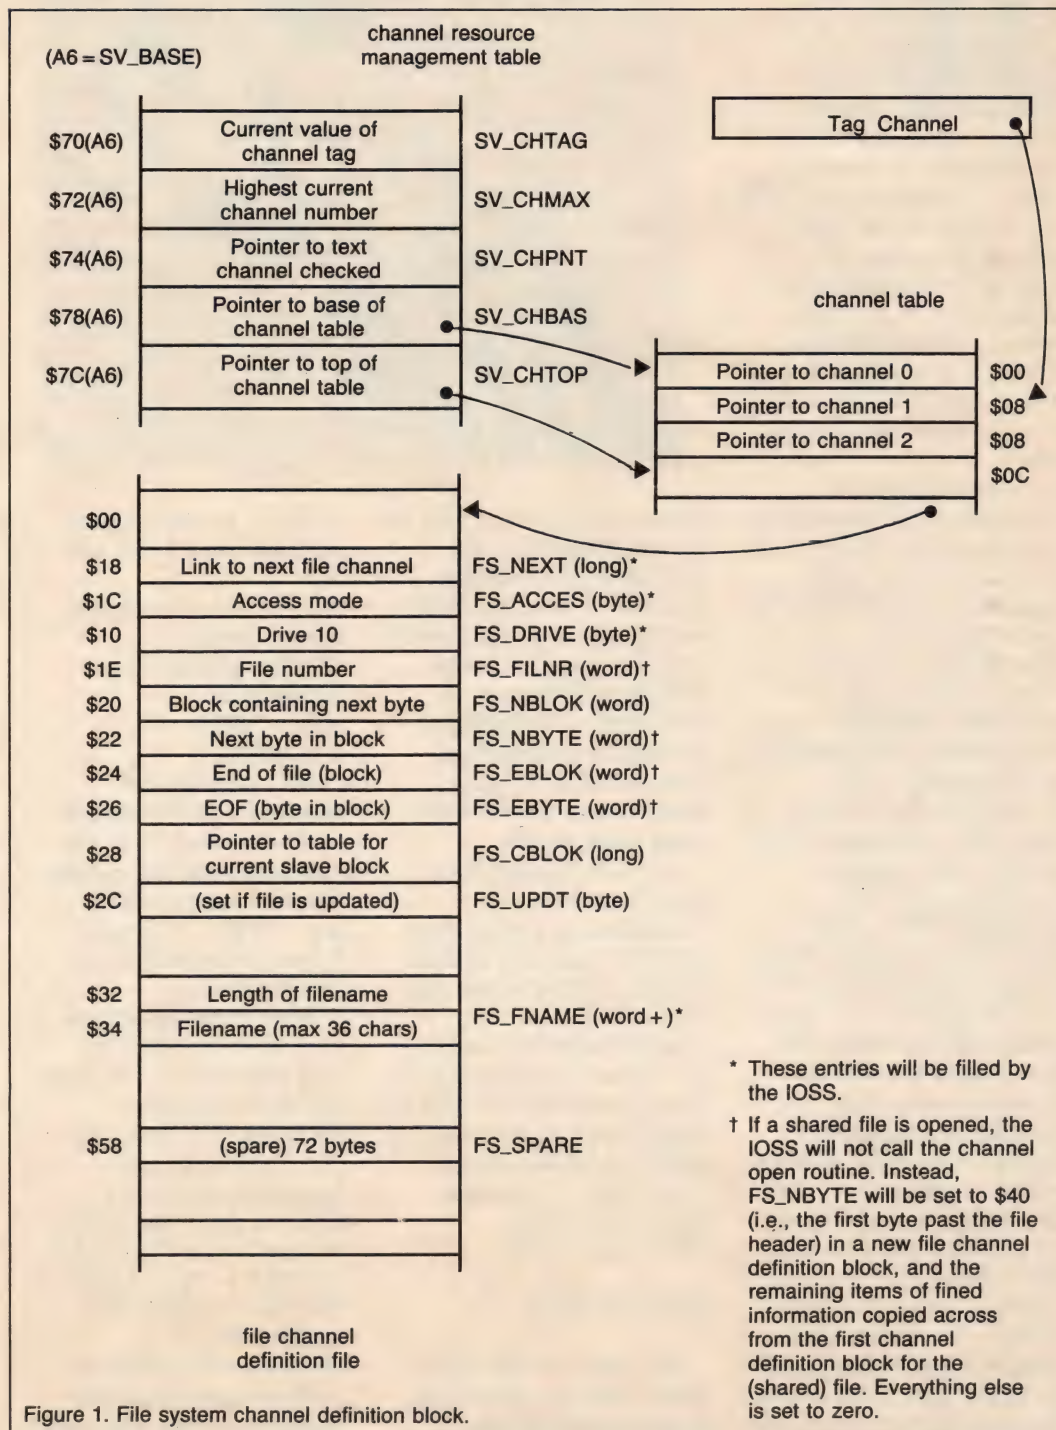 channel resource
management table
(A6 = SV_BASE)
$70(A6) Current value of channel tag SV_CHTAG
$72(A6) Highest current channel number SV_CHMAX
$74(A6) Pointer to text channel checked SV_CHPNT
$78(A6) Pointer to base of channel table SV_CHBAS
$7C(A6) Pointer to top of channel table SV_CHTOP
Tag Channel
channel table
Pointer to channel 0 $00
Pointer to channel 1 $08
Pointer to channel 2 $08
$0C
$00
$18 Link to next file channel FS_NEXT (long)*
$1C Access mode FS_ACCES (byte)*
$10 Drive 10 FS_DRIVE (byte)*
$1E File number FS_FILNR (word)†
$20 Block containing next byte FS_NBLOK (word)
$22 Next byte in block FS_NBYTE (word)†
$24 End of file (block) FS_EBLOK (word)†
$26 EOF (byte in block) FS_EBYTE (word)†
$28 Pointer to table for current slave block FS_CBLOK (long)
$2C (set if file is updated) FS_UPDT (byte)
$32 Length of filename
$34 Filename (max 36 chars) FS_FNAME (word + )*
$58 (spare) 72 bytes FS_SPARE
file channel
definition file
* These entries will be filled by
the IOSS.
† If a shared file is opened, the
IOSS will not call the channel
open routine. Instead,
FS_NBYTE will be set to $40
(i.e., the first byte past the file
header) in a new file channel
definition block, and the
remaining items of fined
information copied across
from the first channel
definition block for the
(shared) file. Everything else
is set to zero.
Figure 1. File system channel definition block.